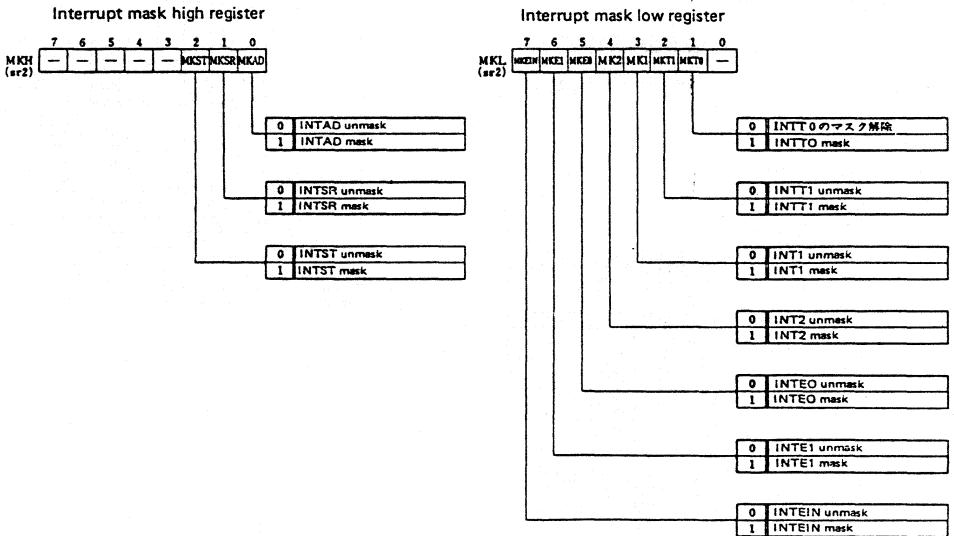 Interrupt mask high register
7 6 5 4 3 2 1 0
MKH (sr2) — — — — — MKST MKSR MKAD
0 INTAD unmask
1 INTAD mask
0 INTSR unmask
1 INTSR mask
0 INTST unmask
1 INTST mask
Interrupt mask low register
7 6 5 4 3 2 1 0
MKL (sr2) MKEIN MKE1 MKE0 MK2 MK1 MKT1 MKT0 —
0 INTT0のマスク解除
1 INTTO mask
0 INTT1 unmask
1 INTT1 mask
0 INT1 unmask
1 INT1 mask
0 INT2 unmask
1 INT2 mask
0 INTEO unmask
1 INTEO mask
0 INTE1 unmask
1 INTE1 mask
0 INTEIN unmask
1 INTEIN mask